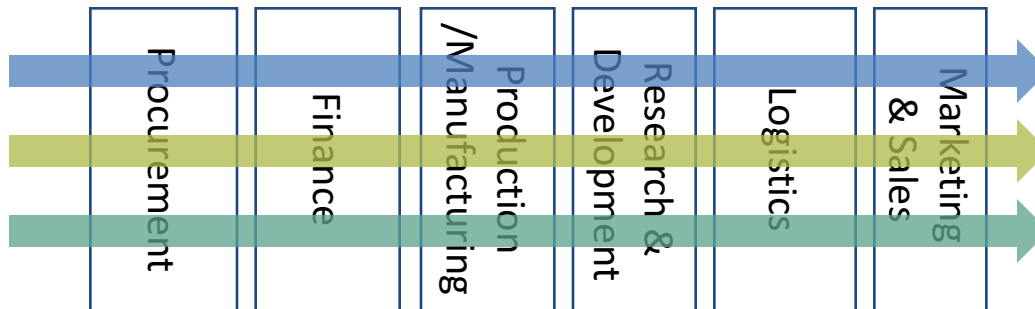 Procurement
Finance
Production
/Manufacturing
Research &
Development
Logistics
Marketing
& Sales